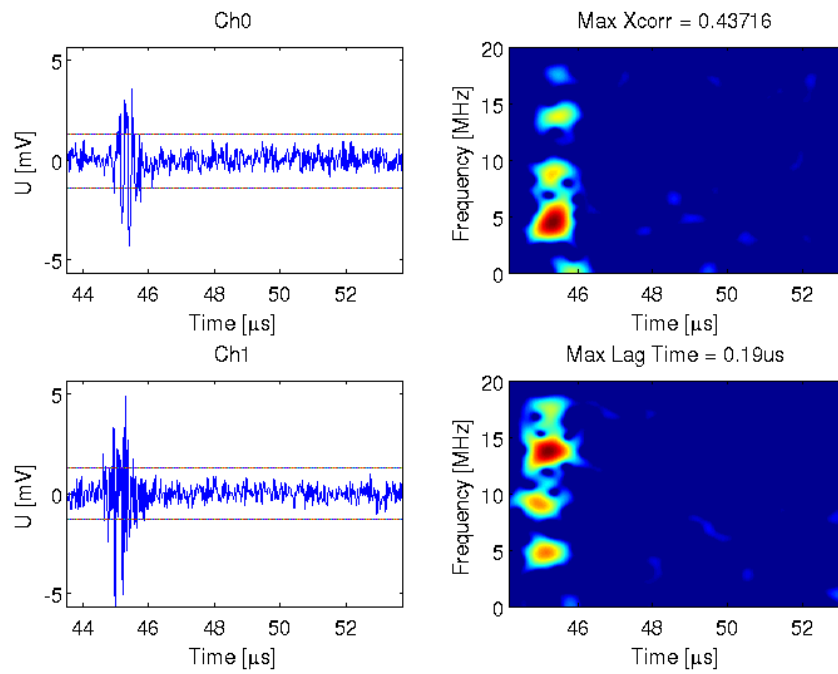 Ch0
Max Xcorr = 0.43716
5
0
-5
U [mV]
44 46 48 50 52
Time [μs]
20
15
10
5
0
Frequency [MHz]
46 48 50 52
Time [μs]
Ch1
Max Lag Time = 0.19us
5
0
-5
U [mV]
44 46 48 50 52
Time [μs]
20
15
10
5
0
Frequency [MHz]
46 48 50 52
Time [μs]